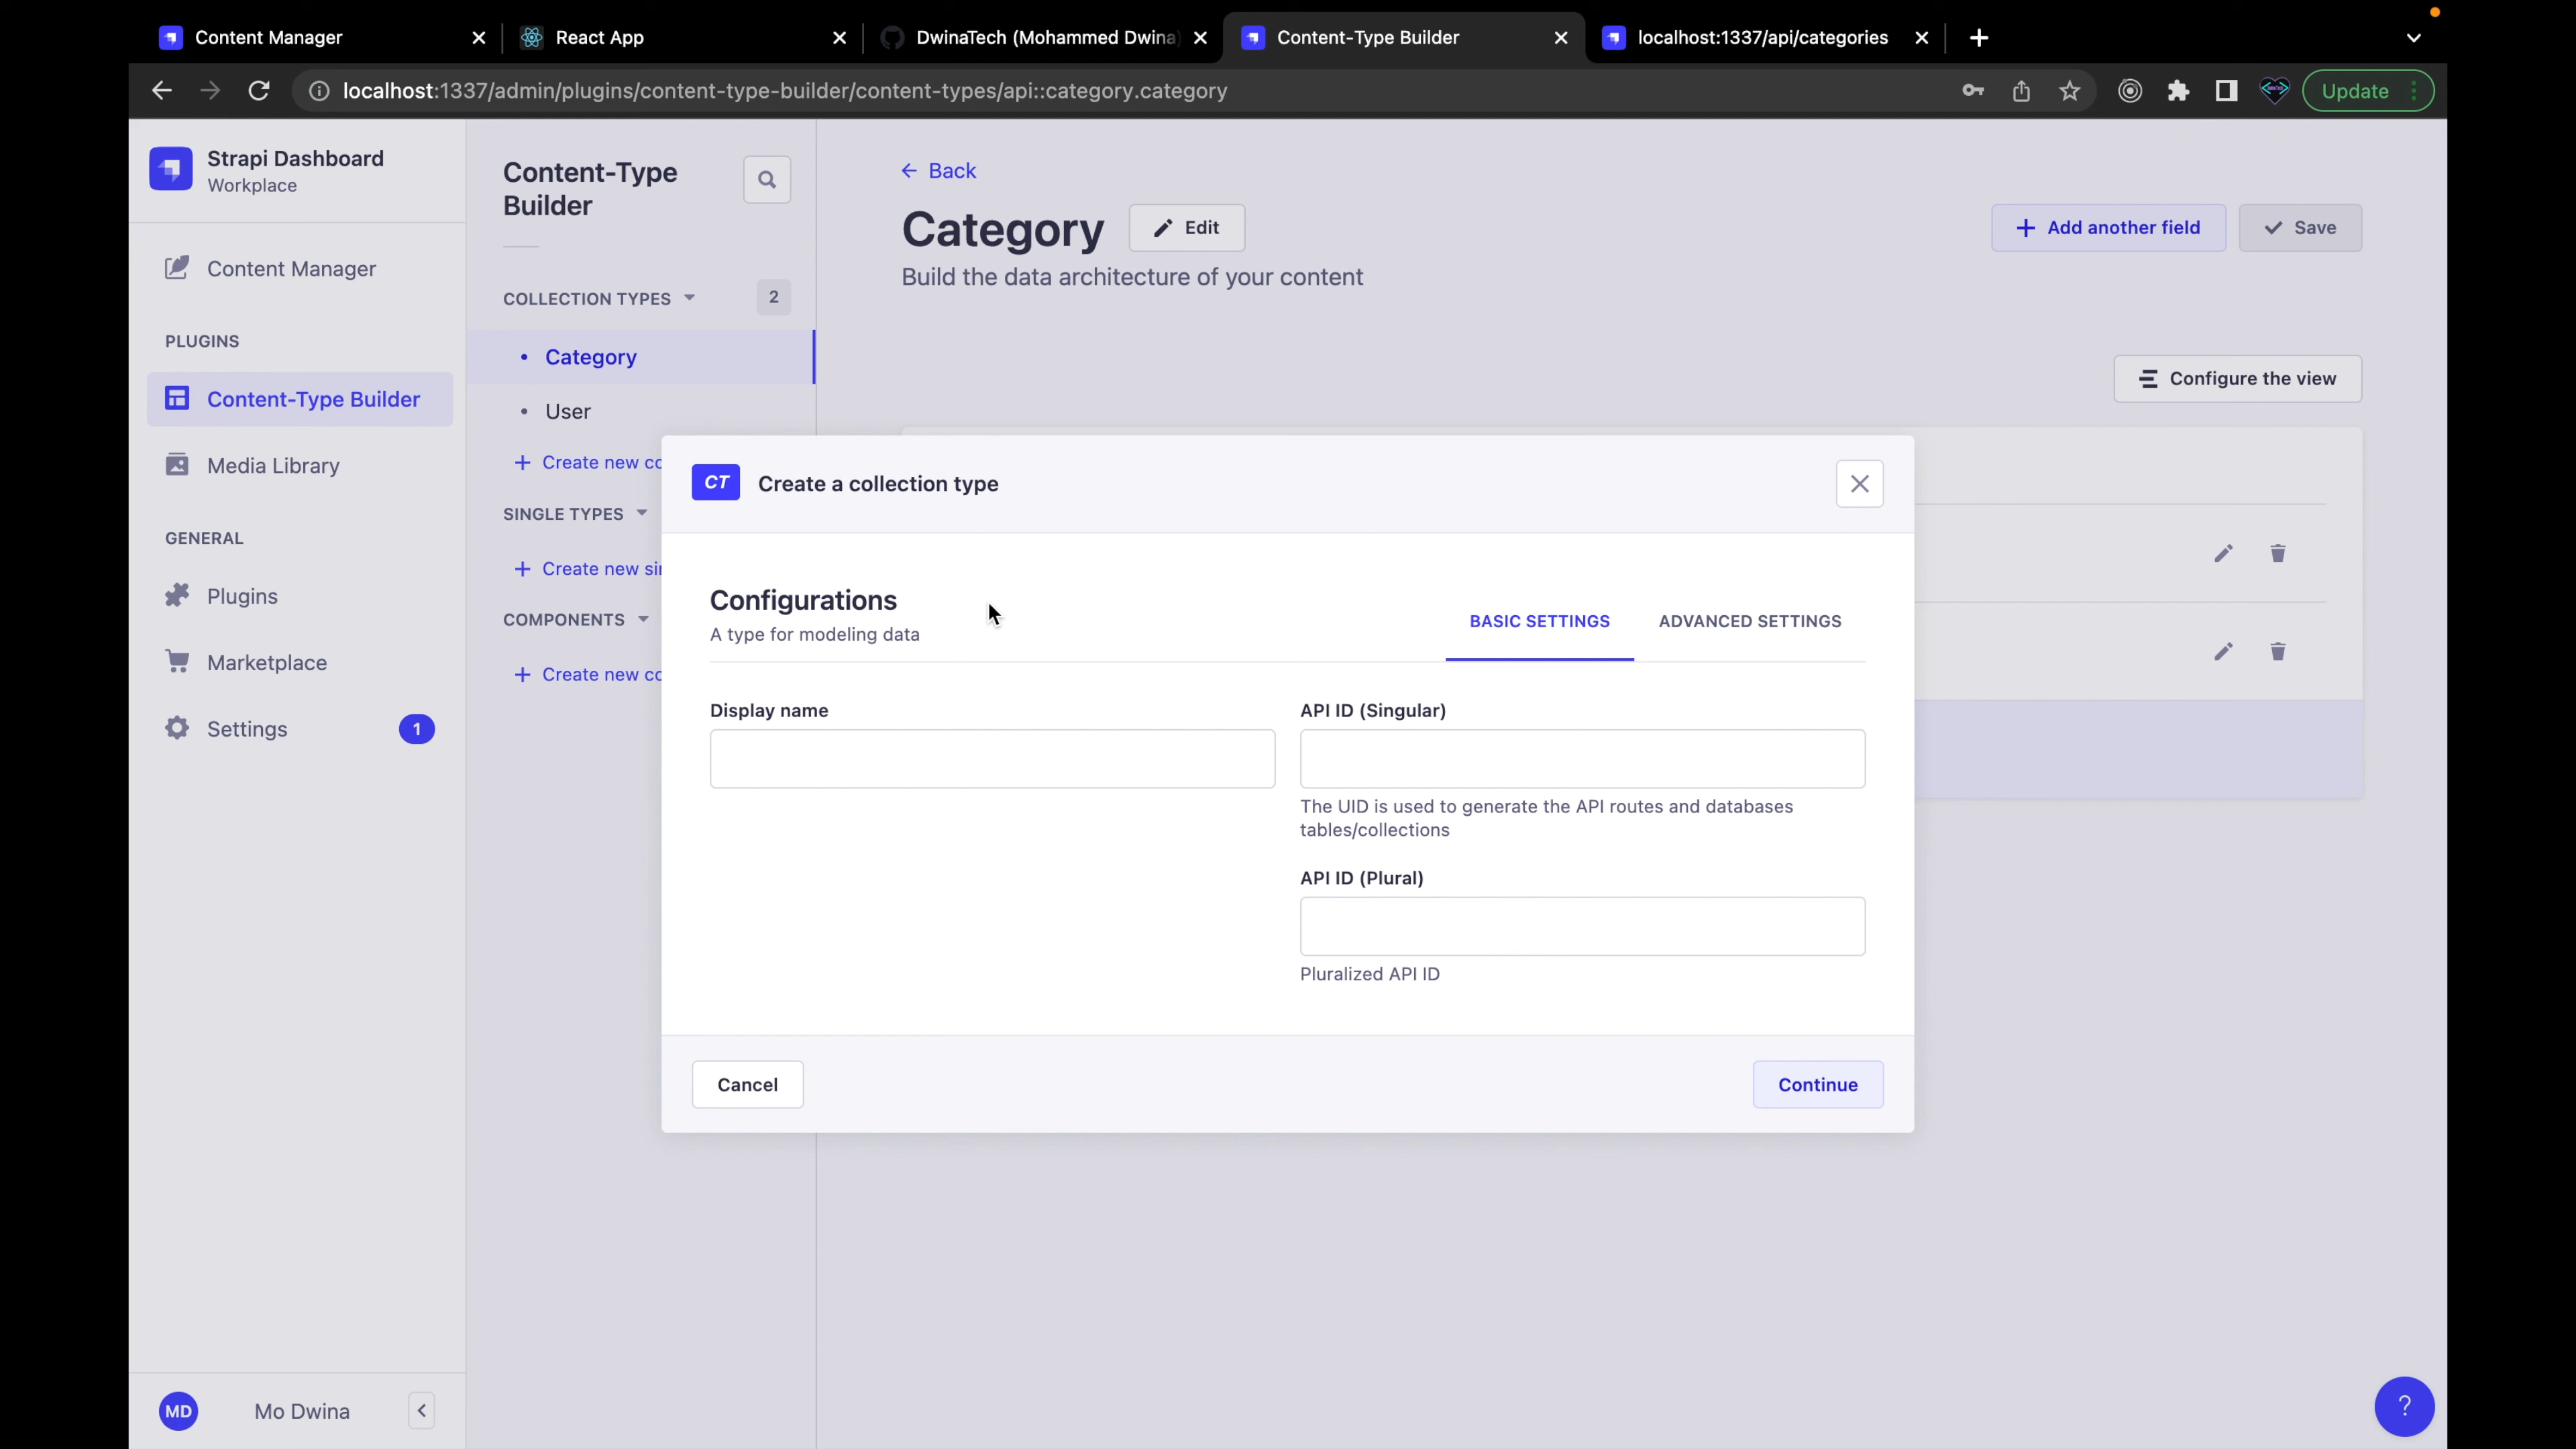 Content Manager
React App
DwinaTech (Mohammed Dwina
Content-Type Builder
localhost:1337/api/categories
localhost:1337/admin/plugins/content-type-builder/content-types/api::category.category
Update
Strapi Dashboard
Workplace
Content Manager
PLUGINS
Content-Type Builder
Media Library
GENERAL
Plugins
Marketplace
Settings
1
MD
Mo Dwina
Content-Type
Builder
COLLECTION TYPES
2
Category
User
Create new co
SINGLE TYPES
Create new si
COMPONENTS
Create new co
Back
Category
Edit
Build the data architecture of your content
Add another field
Save
Configure the view
CT
Create a collection type
Configurations
A type for modeling data
BASIC SETTINGS
ADVANCED SETTINGS
Display name
API ID (Singular)
The UID is used to generate the API routes and databases
tables/collections
API ID (Plural)
Pluralized API ID
Cancel
Continue
?